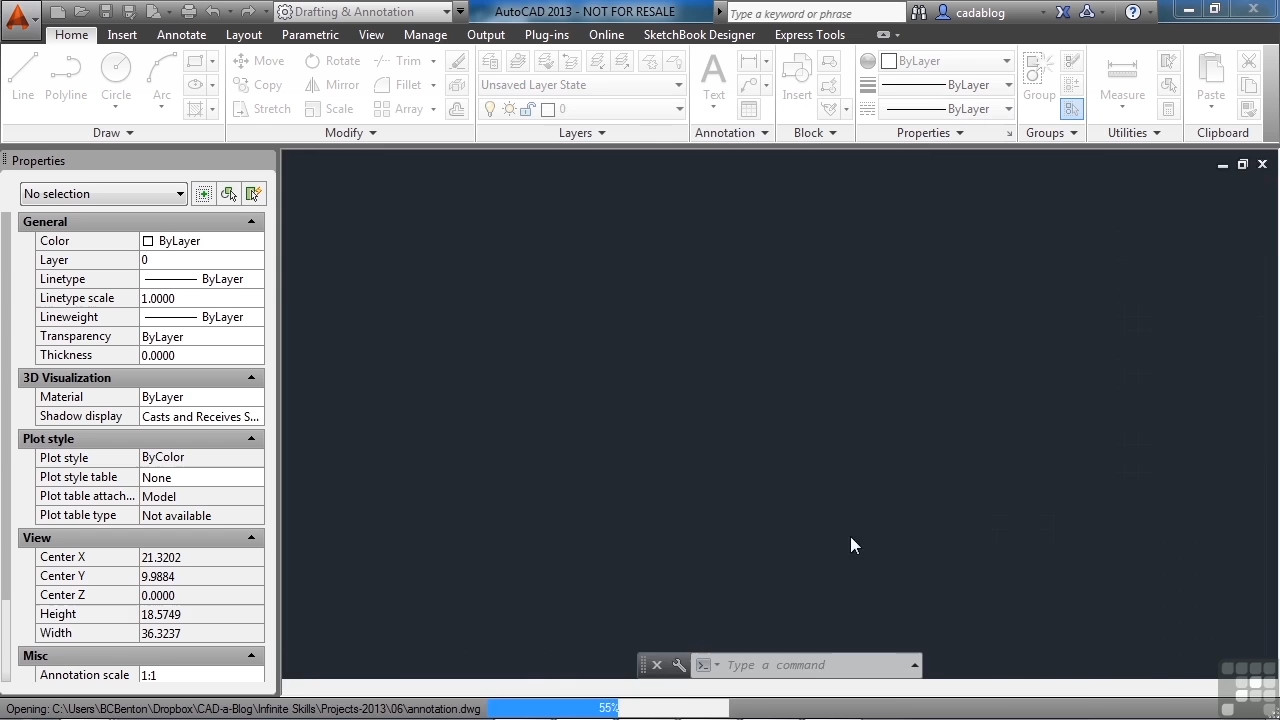 Drafting & Annotation
AutoCAD 2013 - NOT FOR RESALE
Type a keyword or phrase
cadablog
Home Insert Annotate Layout Parametric View Manage Output Plug-ins Online SketchBook Designer Express Tools
Line Polyline Circle Arc
Move Rotate Trim
Copy Mirror Fillet
Stretch Scale Array
Unsaved Layer State
0
Text
Insert
ByLayer
ByLayer
ByLayer
Group
Measure
Paste
Draw Modify Layers Annotation Block Properties Groups Utilities Clipboard
Properties
No selection
General
Color ByLayer
Layer 0
Linetype ByLayer
Linetype scale 1.0000
Lineweight ByLayer
Transparency ByLayer
Thickness 0.0000
3D Visualization
Material ByLayer
Shadow display Casts and Receives S...
Plot style
Plot style ByColor
Plot style table None
Plot table attach... Model
Plot table type Not available
View
Center X 21.3202
Center Y 9.9884
Center Z 0.0000
Height 18.5749
Width 36.3237
Misc
Annotation scale 1:1
Type a command
Opening: C:\Users\BCBenton\Dropbox\CAD-a-Blog\Infinite Skills\Projects-2013\06\annotation.dwg 55%